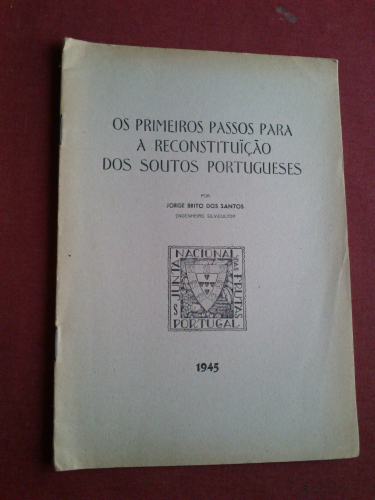 OS PRIMEIROS PASSOS PARA
A RECONSTITUÏÇÃO
DOS SOUTOS PORTUGUESES
POR
JORGE BRITO DOS SANTOS
ENGENHEIRO SILVICULTOR
JUNTA
NACIONAL
DAS FRUTAS
PORTUGAL
1945